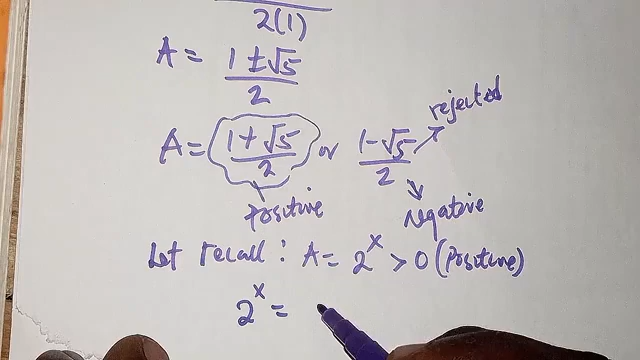 2(1)
A = 1±√5
2
A = 1+√5 or 1-√5 rejected
2 2
Positive Negative
Let recall : A = 2^x > 0 (Positive)
2^x =